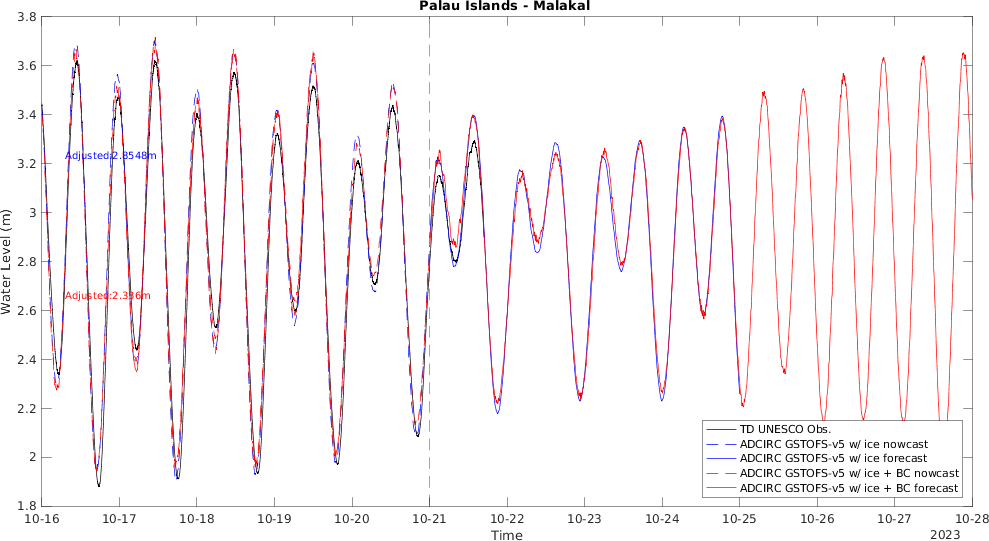 Palau Islands - Malakal
3.8
3.6
3.4
3.2
3
2.8
2.6
2.4
2.2
2
1.8
Water Level (m)
Adjusted:2.8548m
Adjusted:2.336m
TD UNESCO Obs.
ADCIRC GSTOFS-v5 w/ ice nowcast
ADCIRC GSTOFS-v5 w/ ice forecast
ADCIRC GSTOFS-v5 w/ ice + BC nowcast
ADCIRC GSTOFS-v5 w/ ice + BC forecast
10-16 10-17 10-18 10-19 10-20 10-21 10-22 10-23 10-24 10-25 10-26 10-27 10-28
Time
2023